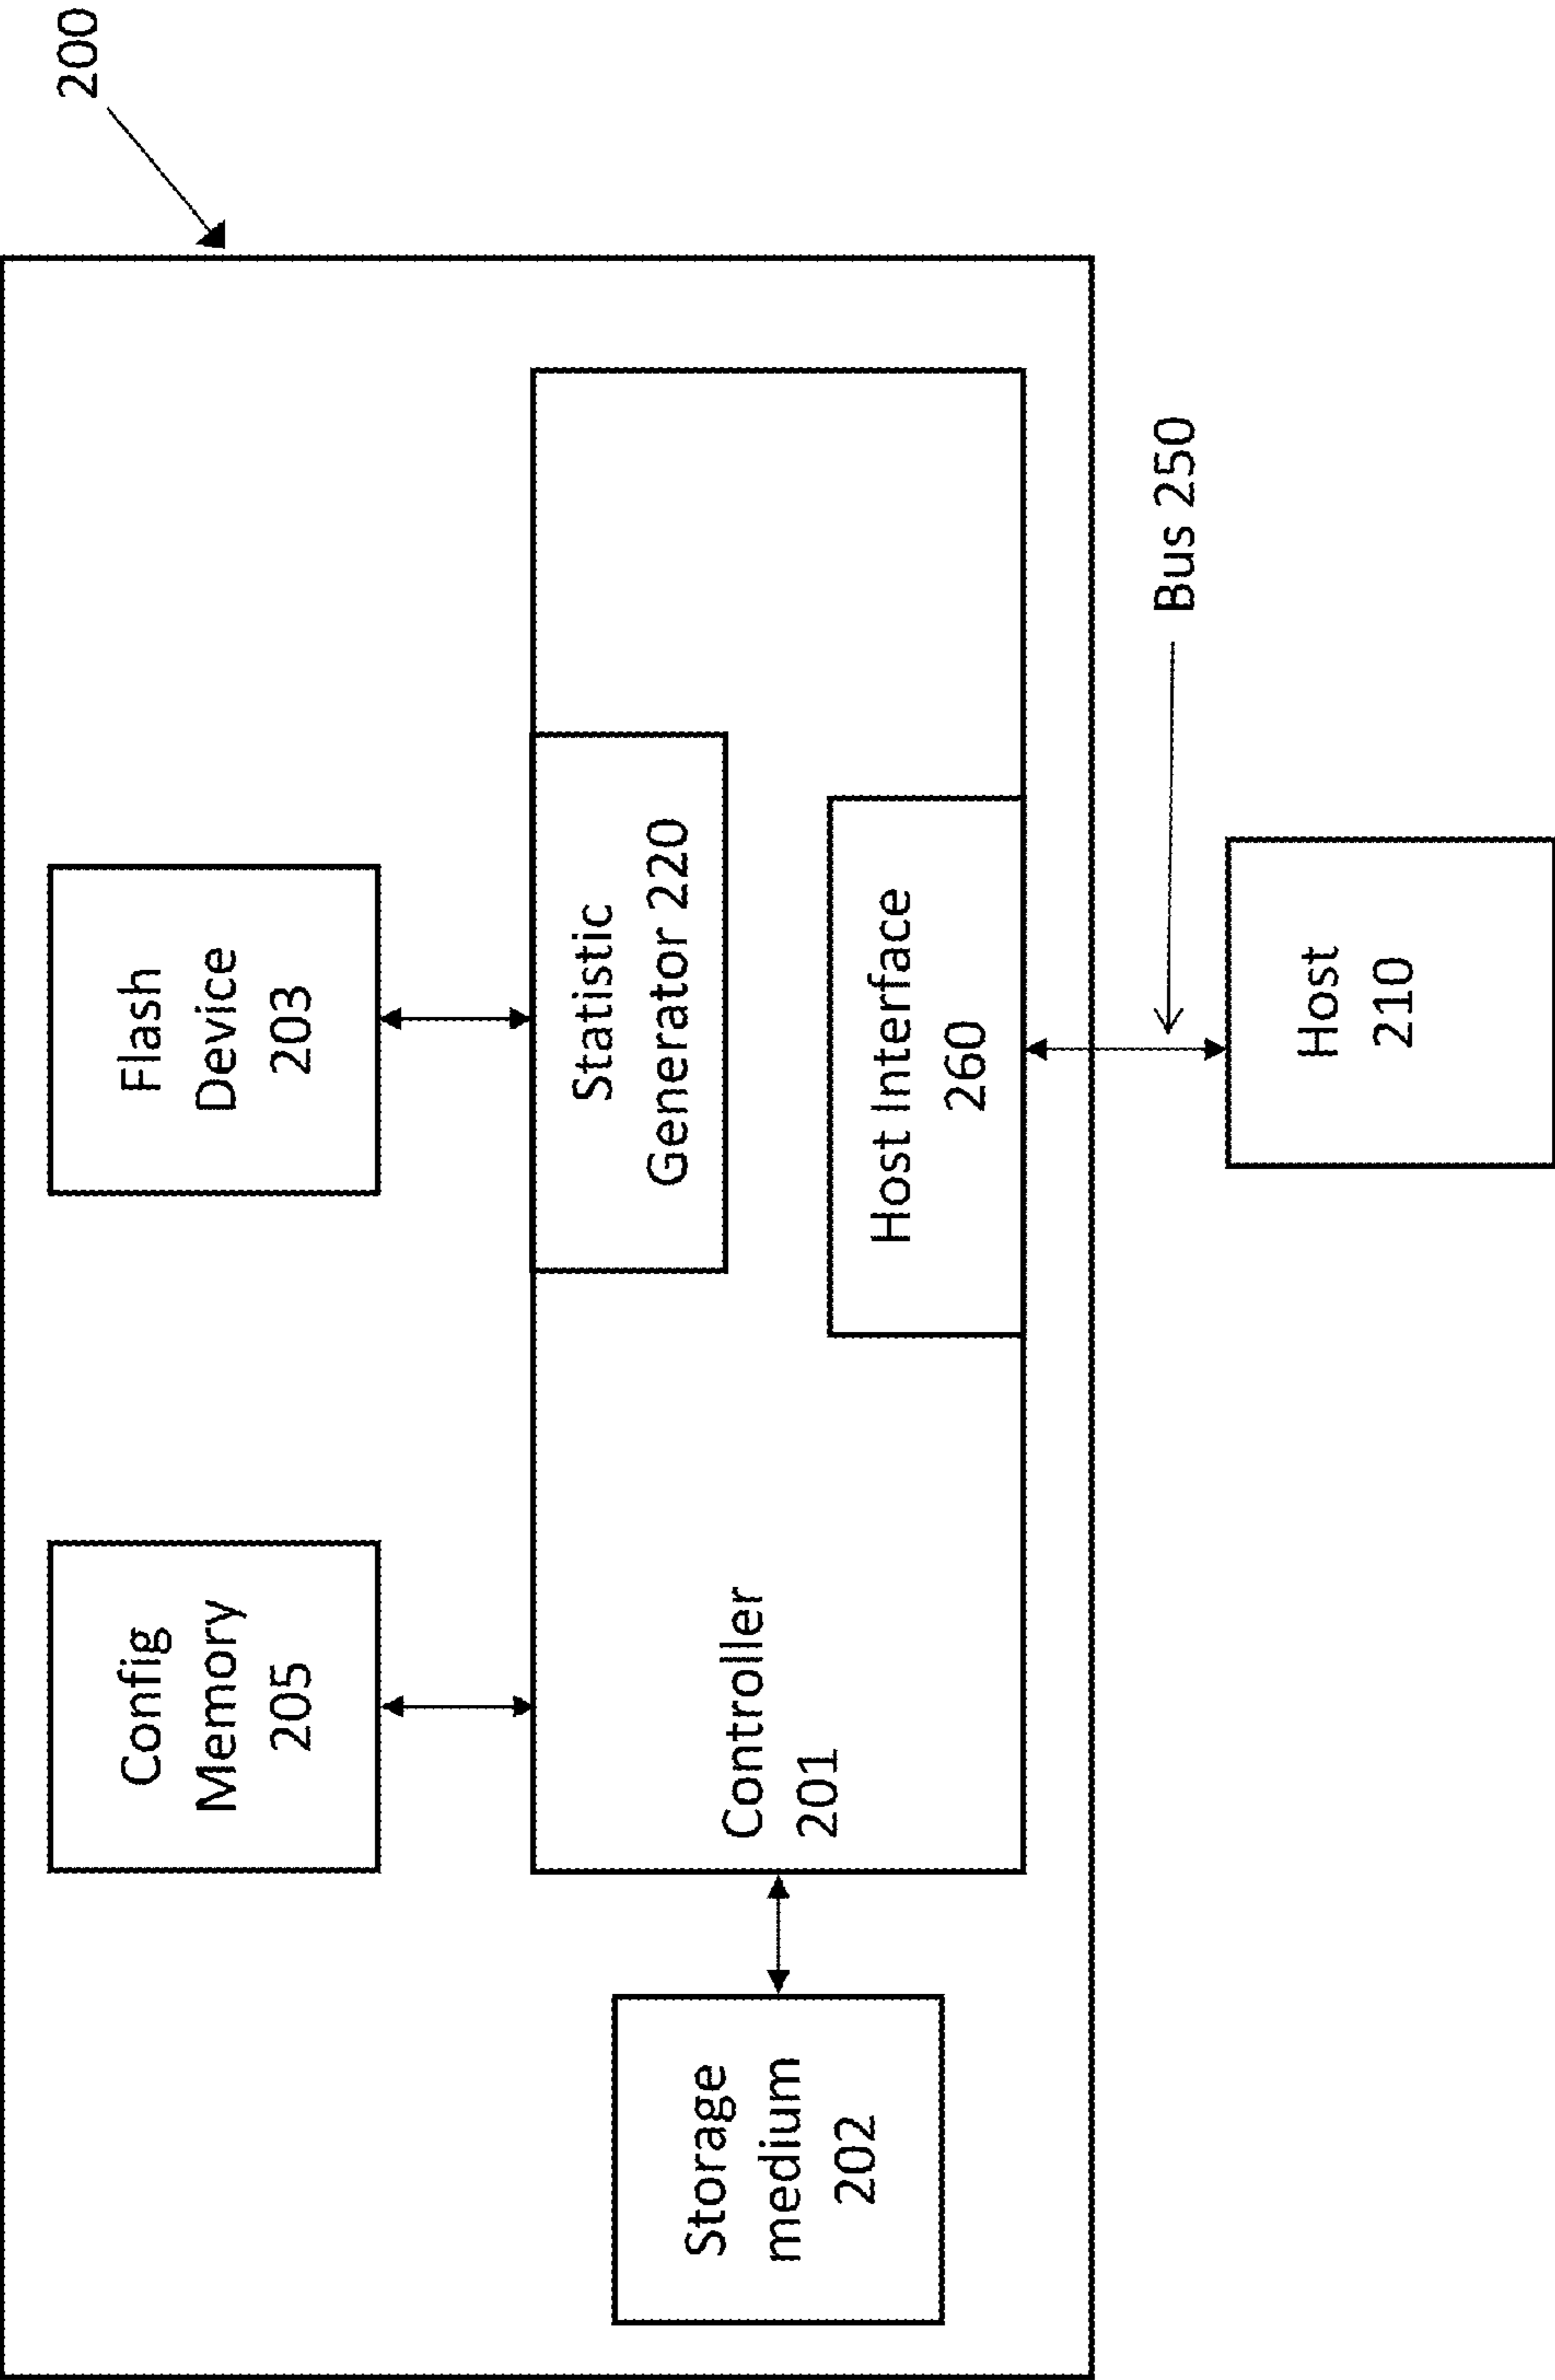 200
Config
Memory
205
Flash
Device
203
Statistic
Generator 220
Storage
medium
202
Controller
201
Host Interface
260
Bus 250
Host
210